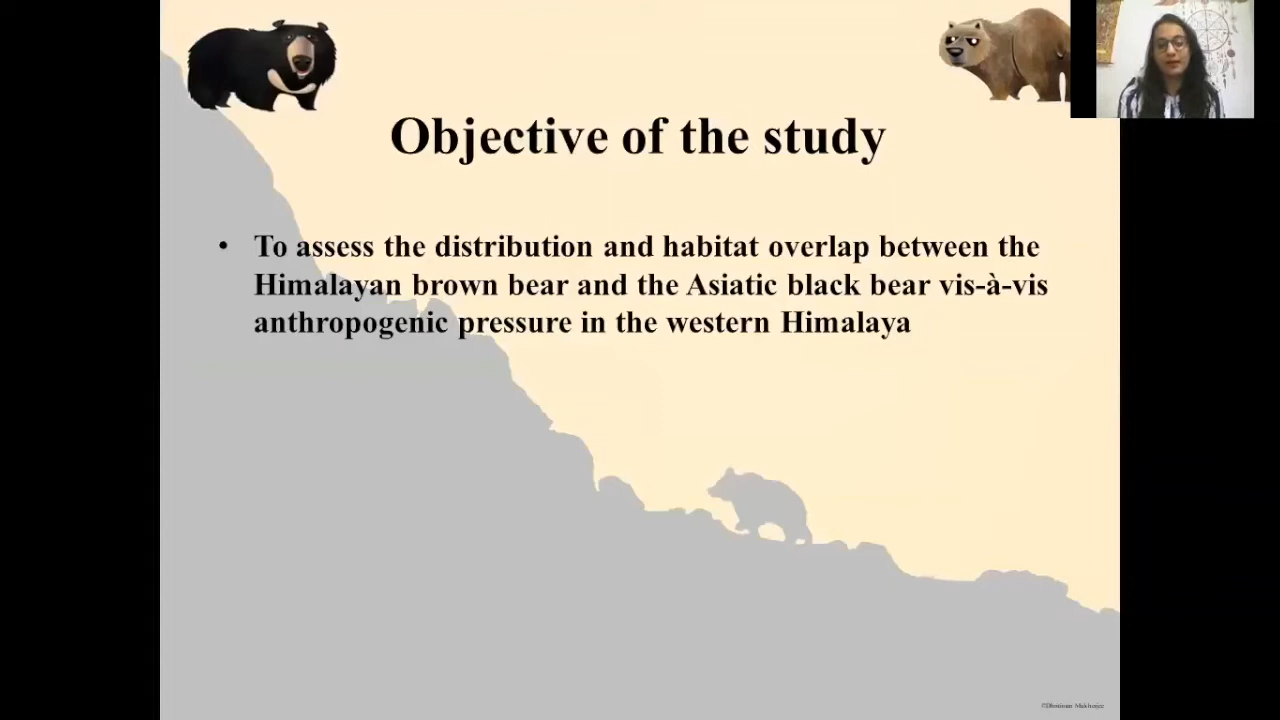 Objective of the study
• To assess the distribution and habitat overlap between the
Himalayan brown bear and the Asiatic black bear vis-à-vis
anthropogenic pressure in the western Himalaya